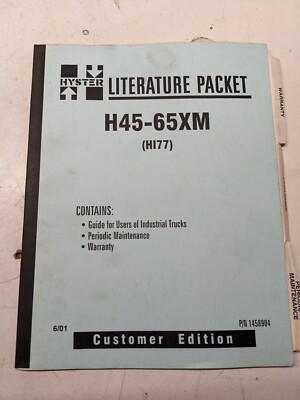 HYSTER
LITERATURE PACKET
H45-65XM
(H177)
CONTAINS:
• Guide for Users of Industrial Trucks
• Periodic Maintenance
• Warranty
6/01
P/N 1458904
Customer Edition
WARRANTY
PERIODIC
MAINTENANCE